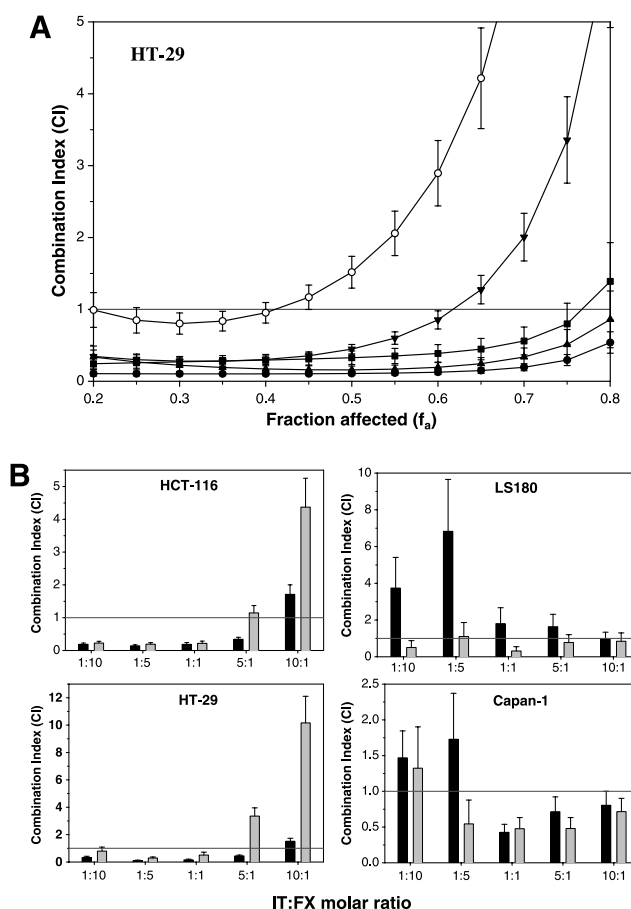 A
HT-29
Combination Index (CI)
5
4
3
2
1
0
0.2 0.3 0.4 0.5 0.6 0.7 0.8
Fraction affected (fa)
B
HCT-116
Combination Index (CI)
5
4
3
2
1
0
1:10 1:5 1:1 5:1 10:1
LS180
Combination Index (CI)
10
8
6
4
2
0
1:10 1:5 1:1 5:1 10:1
HT-29
Combination Index (CI)
12
10
8
6
4
2
0
1:10 1:5 1:1 5:1 10:1
Capan-1
Combination Index (CI)
2.5
2.0
1.5
1.0
0.5
0.0
1:10 1:5 1:1 5:1 10:1
IT:FX molar ratio